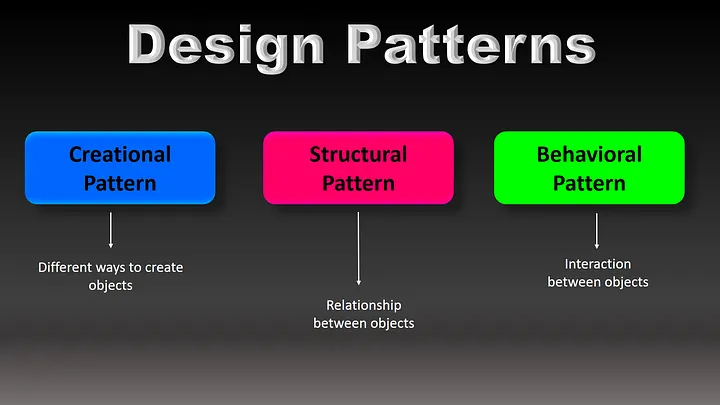 Design Patterns
Creational
Pattern
Structural
Pattern
Behavioral
Pattern
Different ways to create
objects
Relationship
between objects
Interaction
between objects